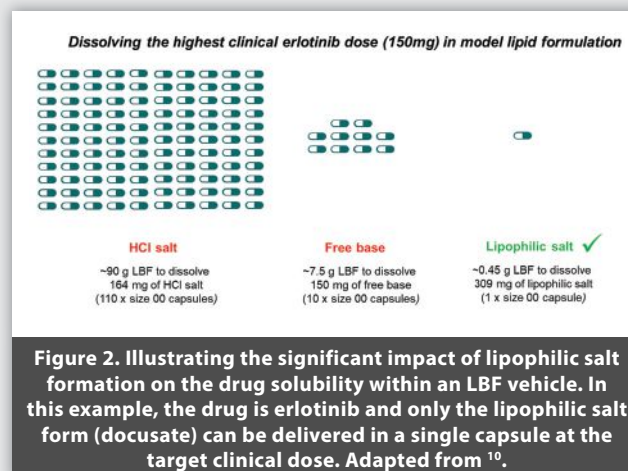 Dissolving the highest clinical erlotinib dose (150mg) in model lipid formulation
HCl salt
~90 g LBF to dissolve
164 mg of HCl salt
(110 x size 00 capsules)
Free base
~7.5 g LBF to dissolve
150 mg of free base
(10 x size 00 capsules)
Lipophilic salt ✓
~0.45 g LBF to dissolve
309 mg of lipophilic salt
(1 x size 00 capsule)
Figure 2. Illustrating the significant impact of lipophilic salt
formation on the drug solubility within an LBF vehicle. In
this example, the drug is erlotinib and only the lipophilic salt
form (docusate) can be delivered in a single capsule at the
target clinical dose. Adapted from ¹⁰.